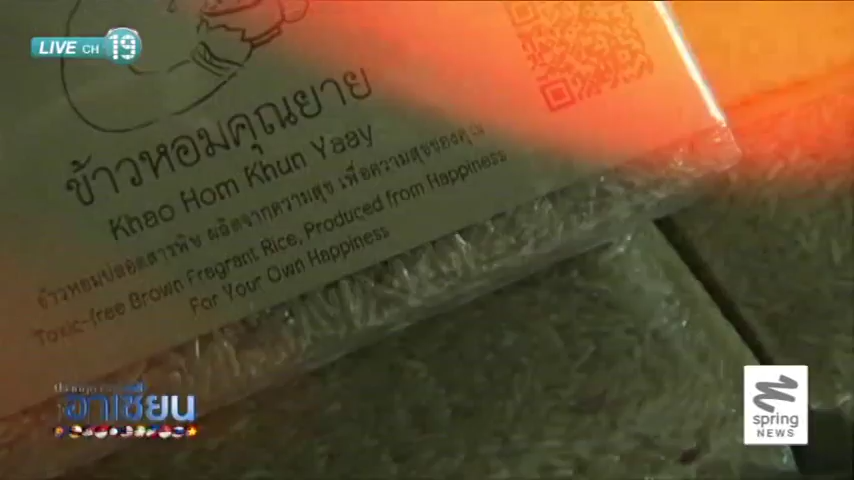 LIVE CH 19
ข้าวหอมคุณยาย
Khao Hom Khun Yaay
ข้าวหอมปลอดสารพิษ ผลิตจากความสุข เพื่อความสุขของคุณ
Toxic-free Brown Fragrant Rice, Produced from Happiness
For Your Own Happiness
อาเซียน
spring
NEWS